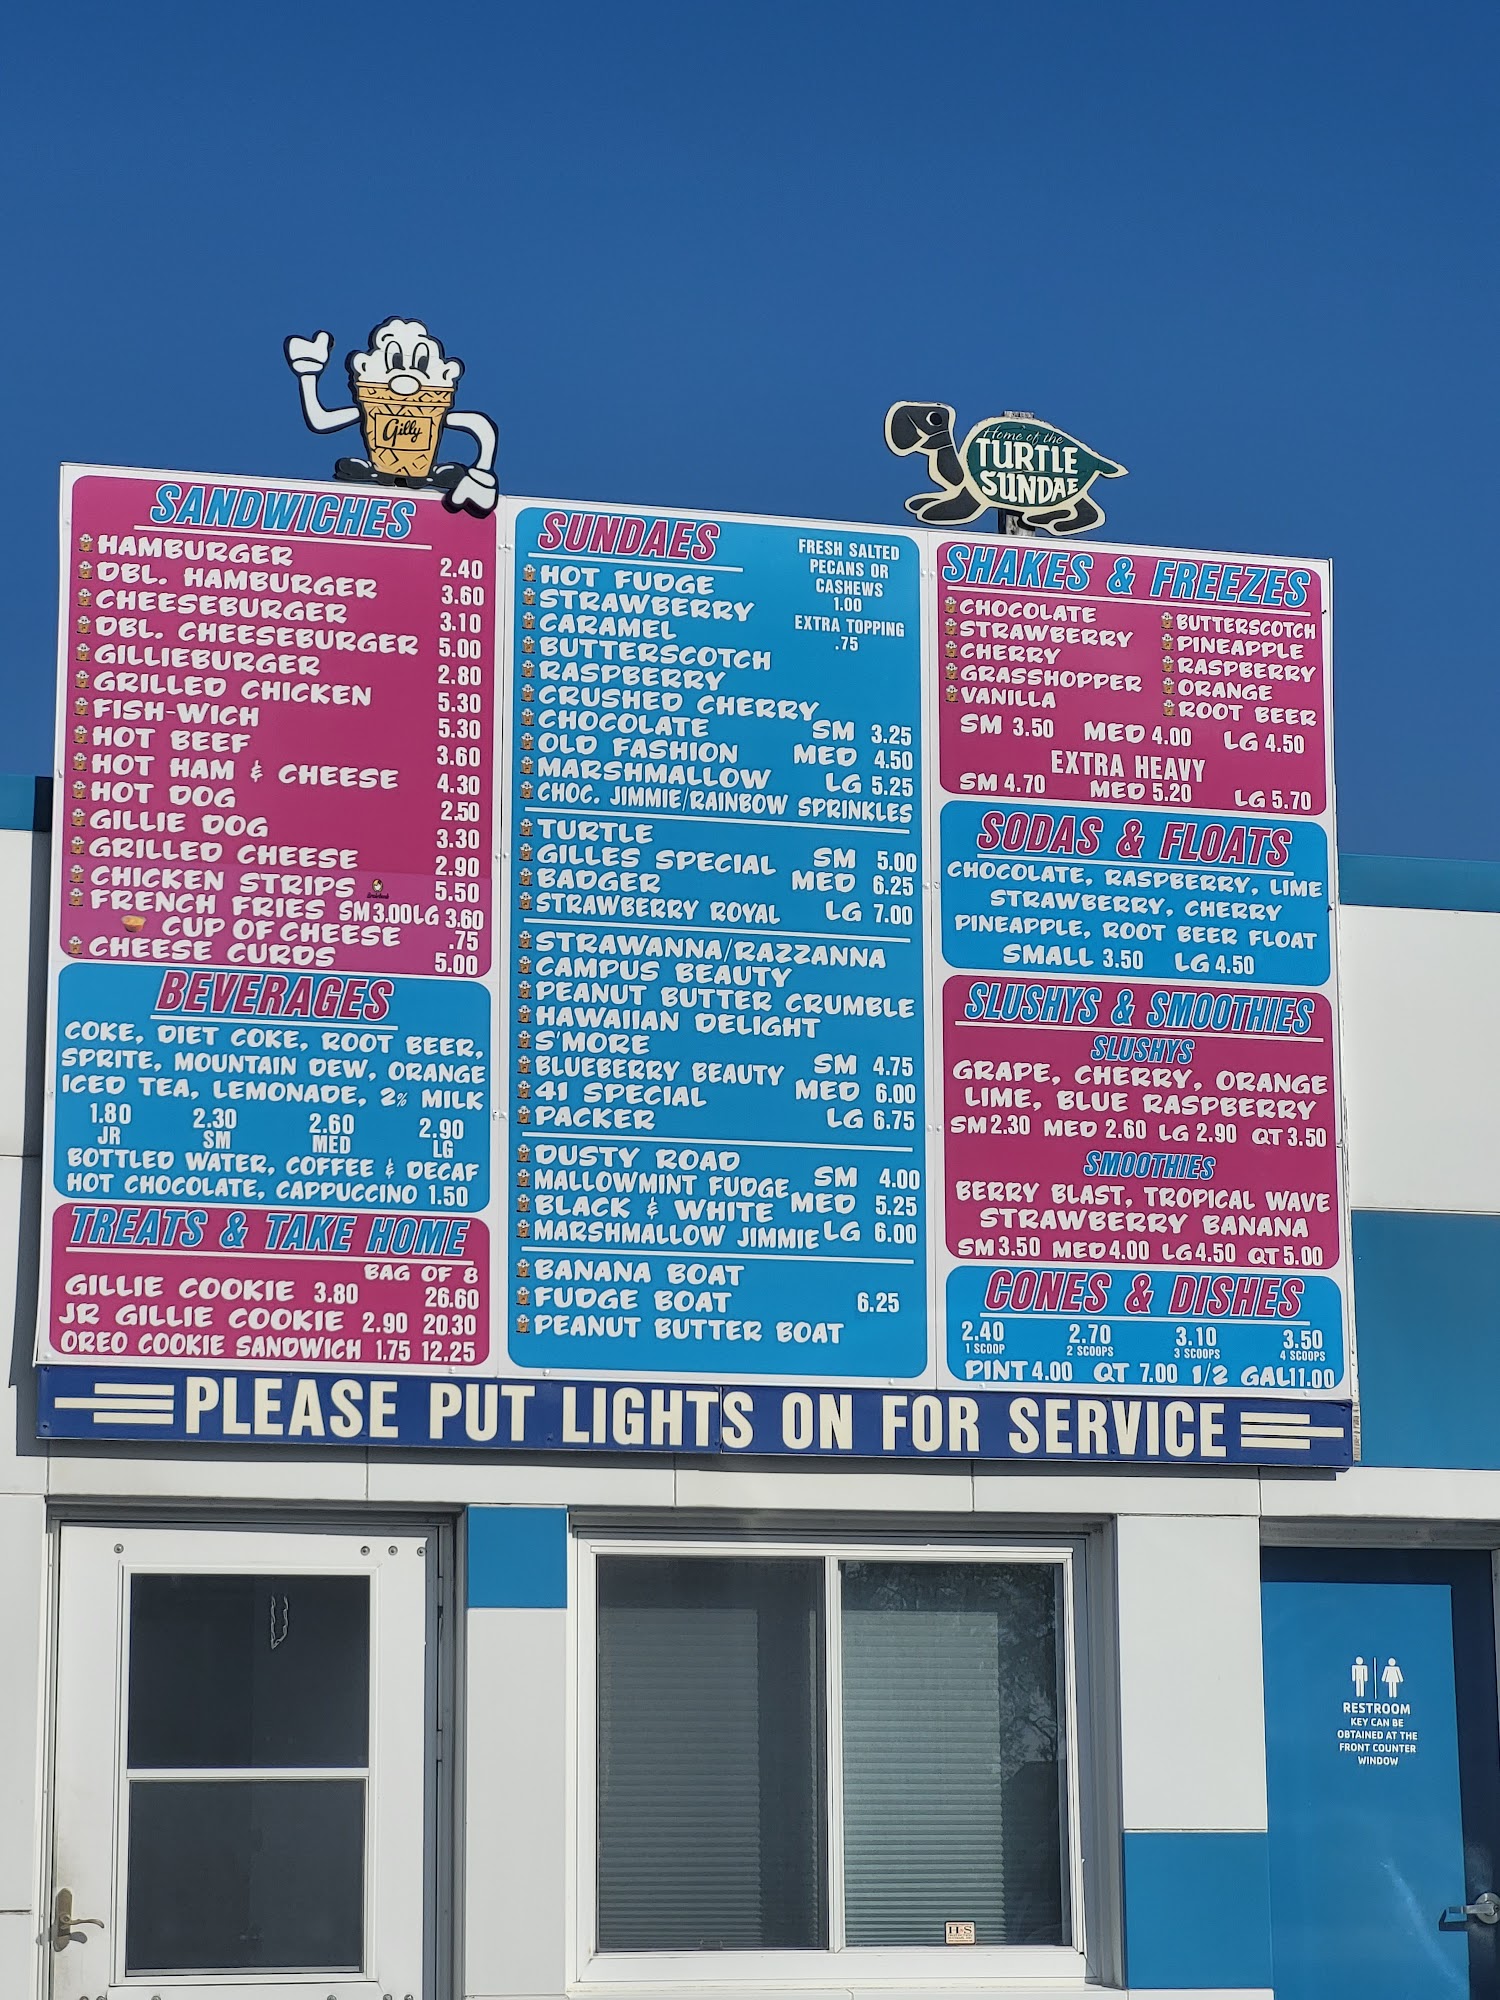 Gilly
Home of the
TURTLE
SUNDAE
SANDWICHES
HAMBURGER 2.40
DBL. HAMBURGER 3.60
CHEESEBURGER 3.10
DBL. CHEESEBURGER 5.00
GILLIEBURGER 2.80
GRILLED CHICKEN 5.30
FISH-WICH 5.30
HOT BEEF 3.60
HOT HAM & CHEESE 4.30
HOT DOG 2.50
GILLIE DOG 3.30
GRILLED CHEESE 2.90
CHICKEN STRIPS 5.50
FRENCH FRIES SM 3.00 LG 3.60
CUP OF CHEESE .75
CHEESE CURDS 5.00
BEVERAGES
COKE, DIET COKE, ROOT BEER,
SPRITE, MOUNTAIN DEW, ORANGE
ICED TEA, LEMONADE, 2% MILK
1.80 2.30 2.60 2.90
JR SM MED LG
BOTTLED WATER, COFFEE & DECAF
HOT CHOCOLATE, CAPPUCCINO 1.50
TREATS & TAKE HOME
BAG OF 8
GILLIE COOKIE 3.80 26.60
JR GILLIE COOKIE 2.90 20.30
OREO COOKIE SANDWICH 1.75 12.25
SUNDAES
FRESH SALTED
PECANS OR
CASHEWS
1.00
EXTRA TOPPING
.75
HOT FUDGE
STRAWBERRY
CARAMEL
BUTTERSCOTCH
RASPBERRY
CRUSHED CHERRY
CHOCOLATE SM 3.25
OLD FASHION MED 4.50
MARSHMALLOW LG 5.25
CHOC. JIMMIE/RAINBOW SPRINKLES
TURTLE
GILLES SPECIAL SM 5.00
BADGER MED 6.25
STRAWBERRY ROYAL LG 7.00
STRAWANNA/RAZZANNA
CAMPUS BEAUTY
PEANUT BUTTER CRUMBLE
HAWAIIAN DELIGHT
S'MORE
BLUEBERRY BEAUTY SM 4.75
41 SPECIAL MED 6.00
PACKER LG 6.75
DUSTY ROAD
MALLOWMINT FUDGE SM 4.00
BLACK & WHITE MED 5.25
MARSHMALLOW JIMMIE LG 6.00
BANANA BOAT
FUDGE BOAT 6.25
PEANUT BUTTER BOAT
SHAKES & FREEZES
CHOCOLATE BUTTERSCOTCH
STRAWBERRY PINEAPPLE
CHERRY RASPBERRY
GRASSHOPPER ORANGE
VANILLA ROOT BEER
SM 3.50 MED 4.00 LG 4.50
EXTRA HEAVY
SM 4.70 MED 5.20 LG 5.70
SODAS & FLOATS
CHOCOLATE, RASPBERRY, LIME
STRAWBERRY, CHERRY
PINEAPPLE, ROOT BEER FLOAT
SMALL 3.50 LG 4.50
SLUSHYS & SMOOTHIES
SLUSHYS
GRAPE, CHERRY, ORANGE
LIME, BLUE RASPBERRY
SM 2.30 MED 2.60 LG 2.90 QT 3.50
SMOOTHIES
BERRY BLAST, TROPICAL WAVE
STRAWBERRY BANANA
SM 3.50 MED 4.00 LG 4.50 QT 5.00
CONES & DISHES
2.40 2.70 3.10 3.50
1 SCOOP 2 SCOOPS 3 SCOOPS 4 SCOOPS
PINT 4.00 QT 7.00 1/2 GAL 11.00
PLEASE PUT LIGHTS ON FOR SERVICE
RESTROOM
KEY CAN BE
OBTAINED AT THE
FRONT COUNTER
WINDOW
H&S